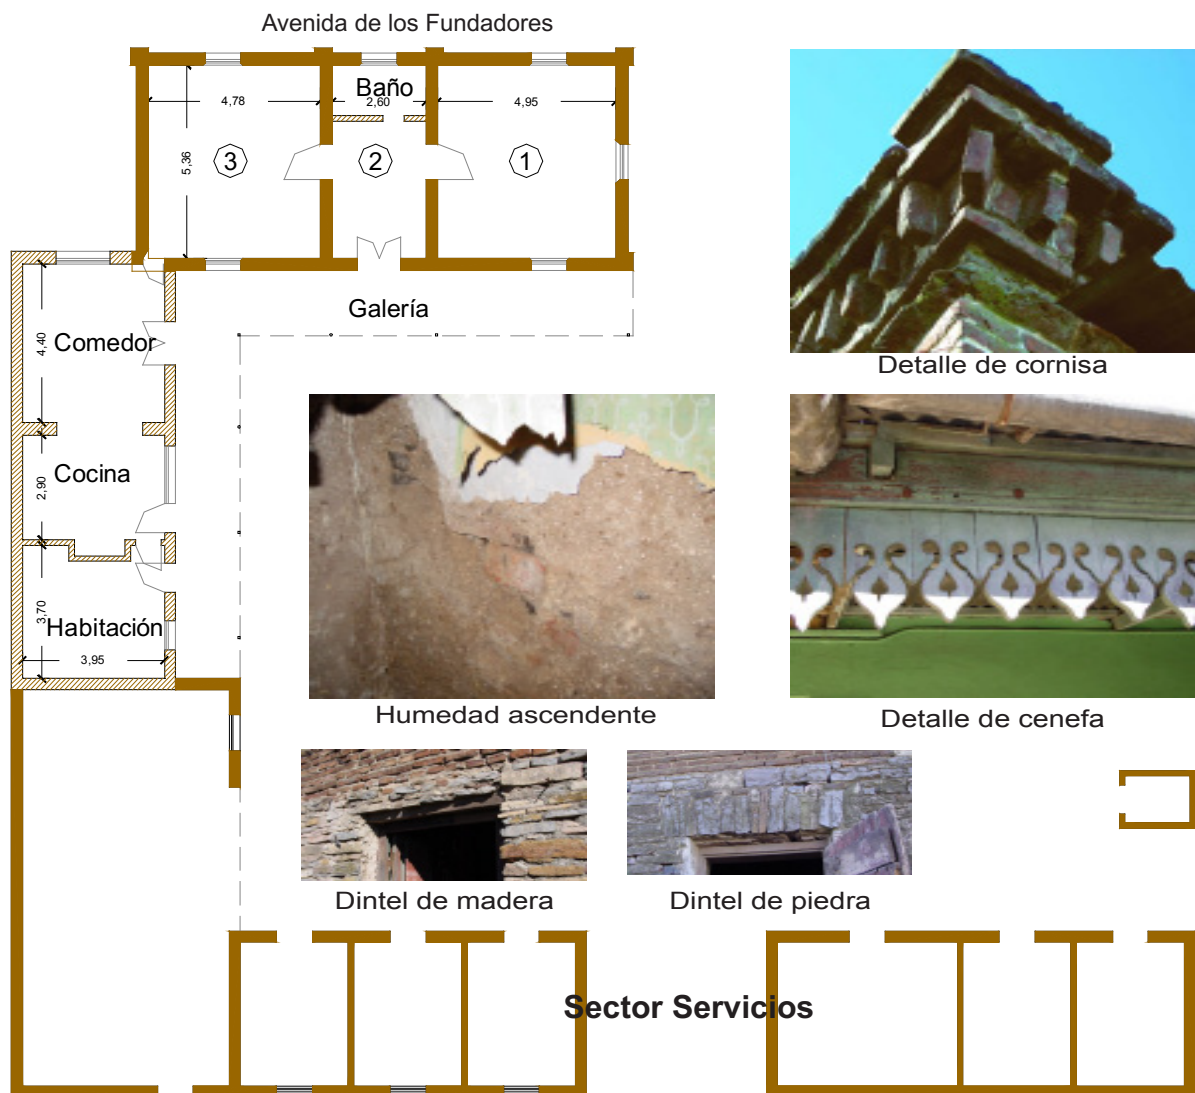 Avenida de los Fundadores
Baño
4,78
2,60
4,95
5,36
3
2
1
Galería
Comedor
4,40
Cocina
2,90
Habitación
3,70
3,95
Detalle de cornisa
Humedad ascendente
Detalle de cenefa
Dintel de madera
Dintel de piedra
Sector Servicios